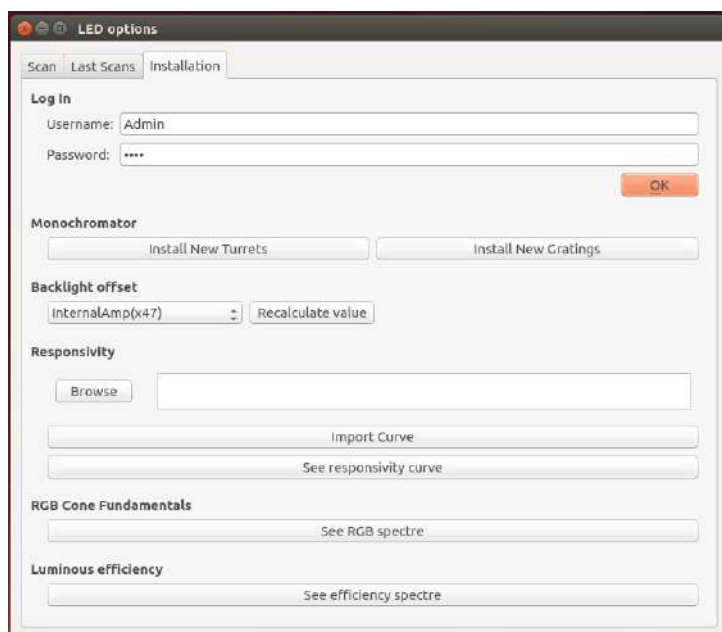 LED options
Scan Last Scans Installation
Log In
Username: Admin
Password: ••••
OK
Monochromator
Install New Turrets Install New Gratings
Backlight offset
InternalAmp(x47) Recalculate value
Responsivity
Browse
Import Curve
See responsivity curve
RGB Cone Fundamentals
See RGB spectre
Luminous efficiency
See efficiency spectre